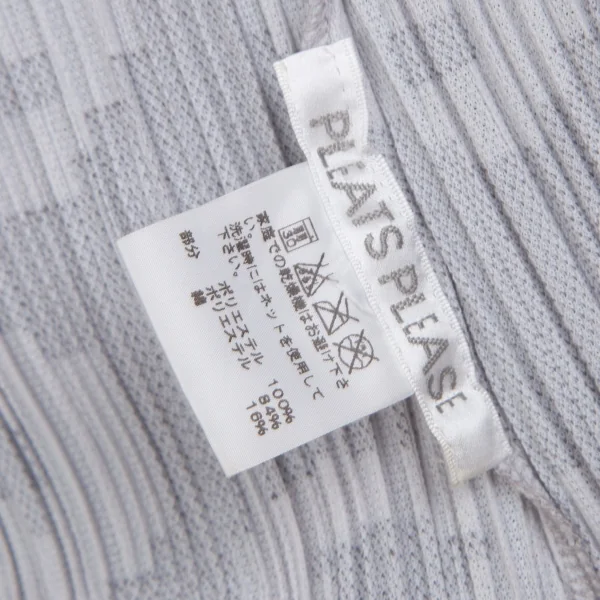 PLEATS PLEASE
家庭での乾燥機はお避け下さ
い。
洗濯時にはネットを使用して
下さい。
ポリエステル 100%
部分 ポリエステル 84%
綿 16%